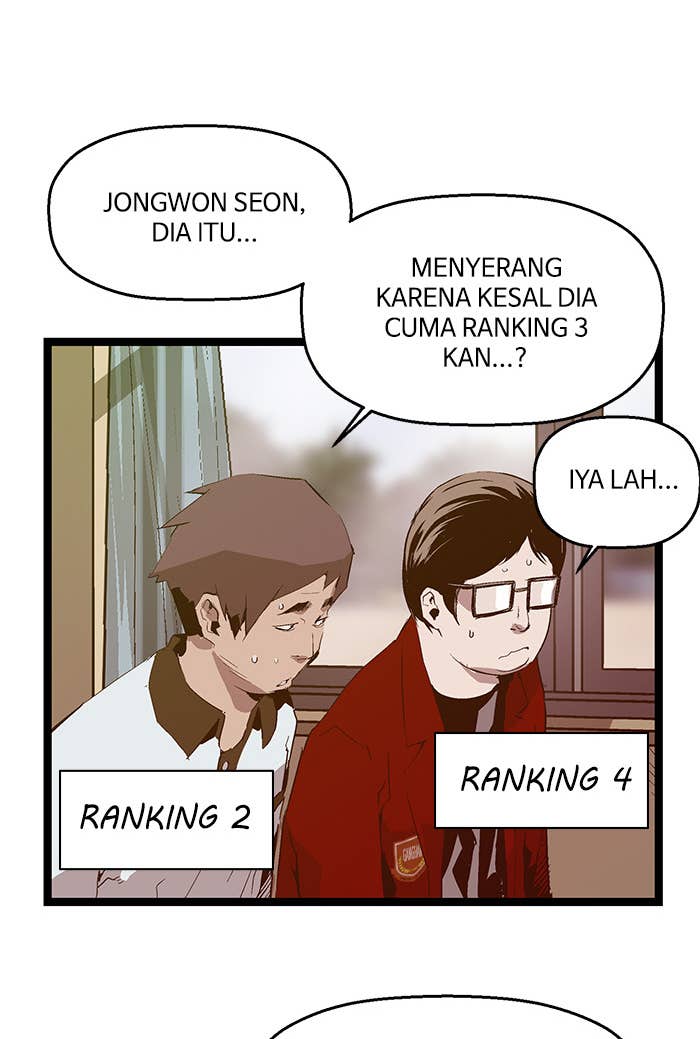 JONGWON SEON,
DIA ITU...
MENYERANG
KARENA KESAL DIA
CUMA RANKING 3
KAN...?
IYA LAH...
RANKING 4
RANKING 2